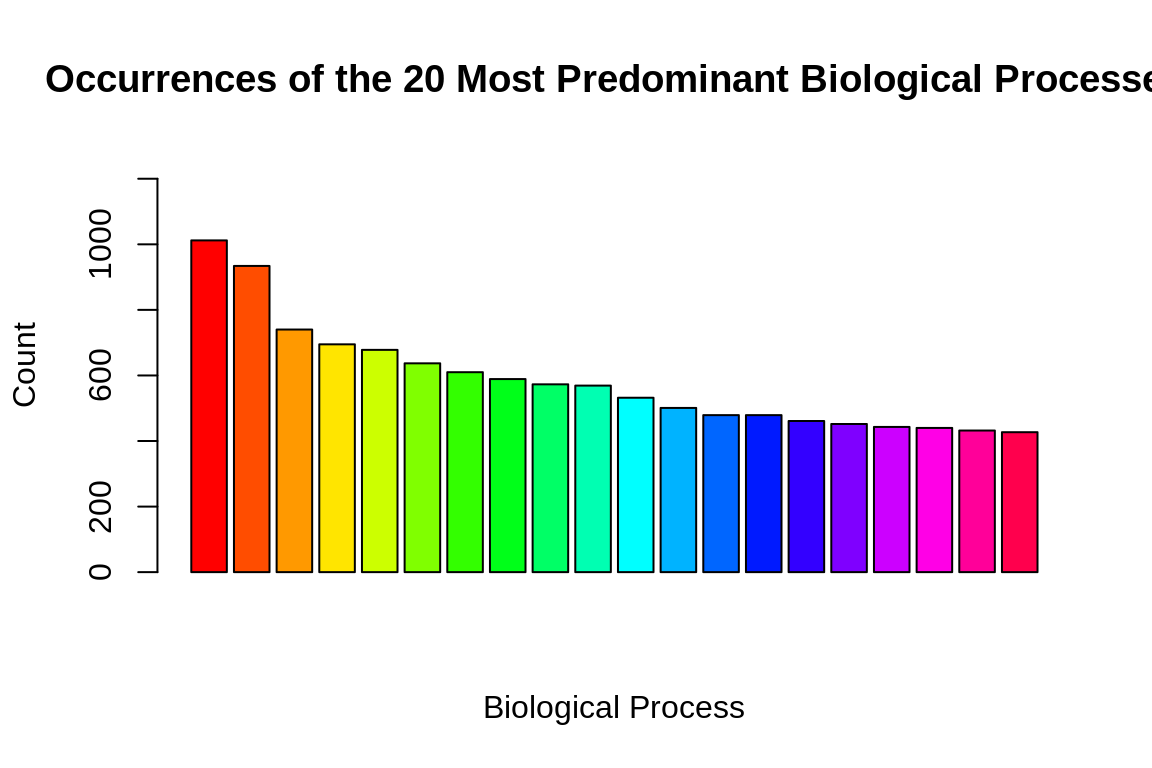 Occurrences of the 20 Most Predominant Biological Processe
Count
1000
600
200
0
Biological Process